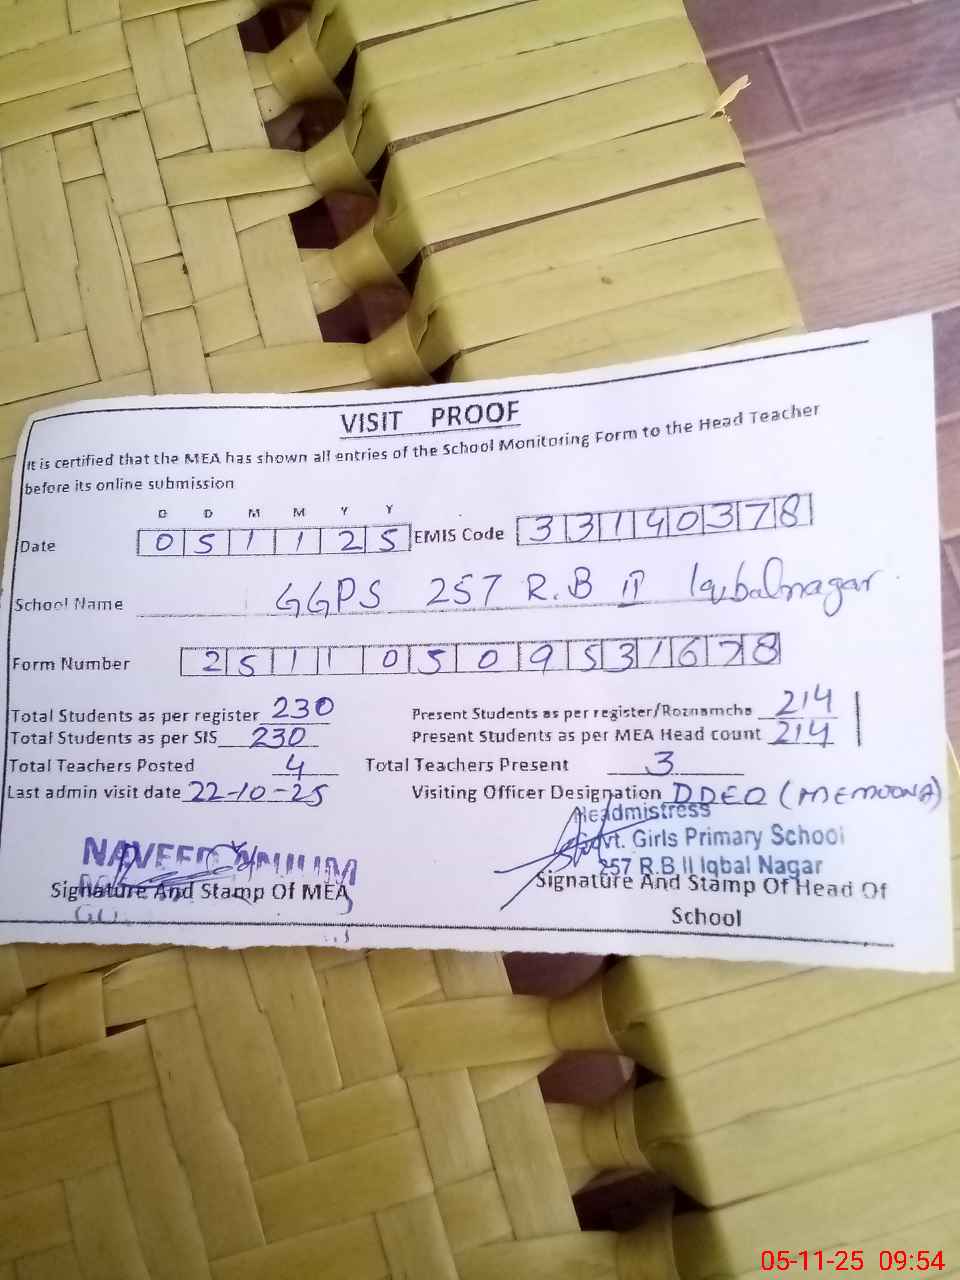 VISIT PROOF
It is certified that the MEA has shown all entries of the School Monitoring Form to the Head Teacher
before its online submission
D D M M Y Y
Date 0 5 1 1 2 5 EMIS Code 3 3 1 4 0 3 7 8
School Name GGPS 257 R.B II Iqbalnagar
Form Number 2 5 1 1 0 5 0 9 5 3 1 6 7 8
Total Students as per register 230 Present Students as per register/Roznamcha 214
Total Students as per SIS 230 Present Students as per MEA Head count 214
Total Teachers Posted 4 Total Teachers Present 3
Last admin visit date 22-10-25 Visiting Officer Designation DDEO (MEMOONA)
Headmistress
Govt. Girls Primary School
257 R.B II Iqbal Nagar
NAVEED
Signature And Stamp Of MEA
Signature And Stamp Of Head Of
School
05-11-25 09:54